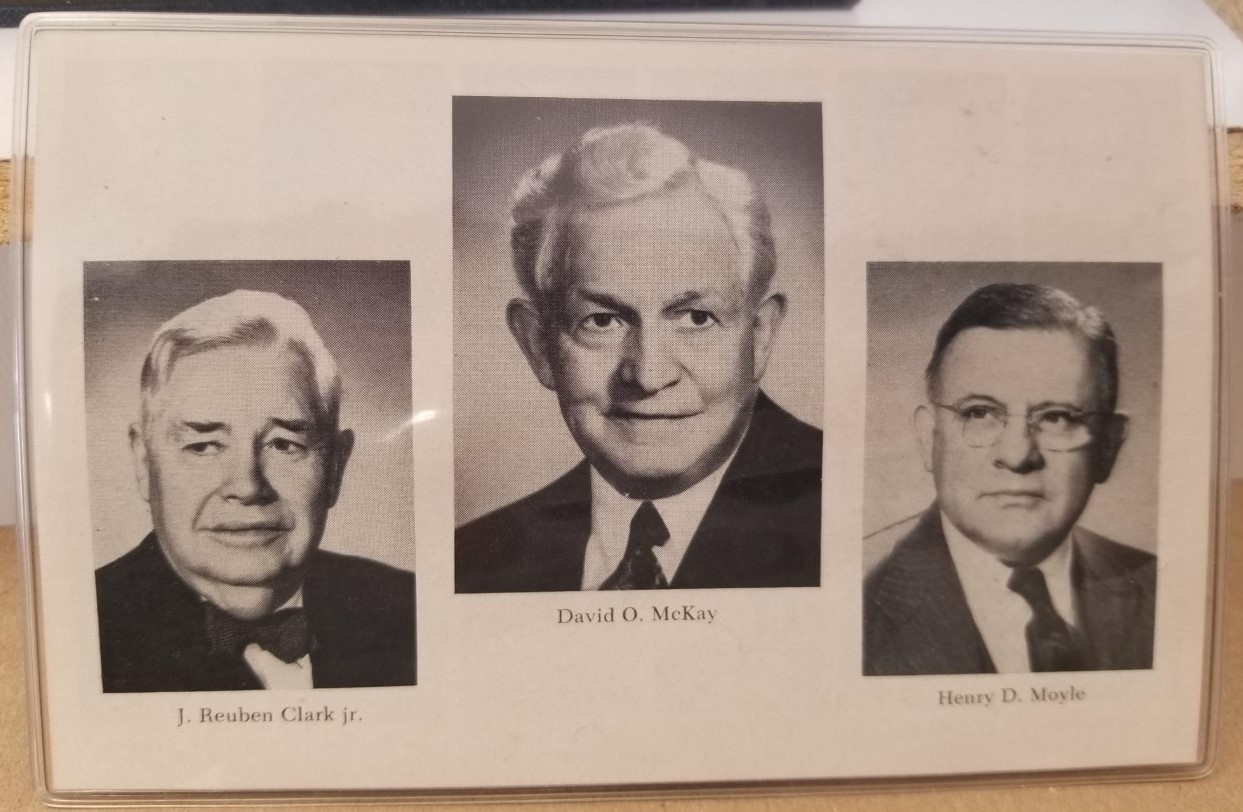 David O. McKay
J. Reuben Clark jr.
Henry D. Moyle